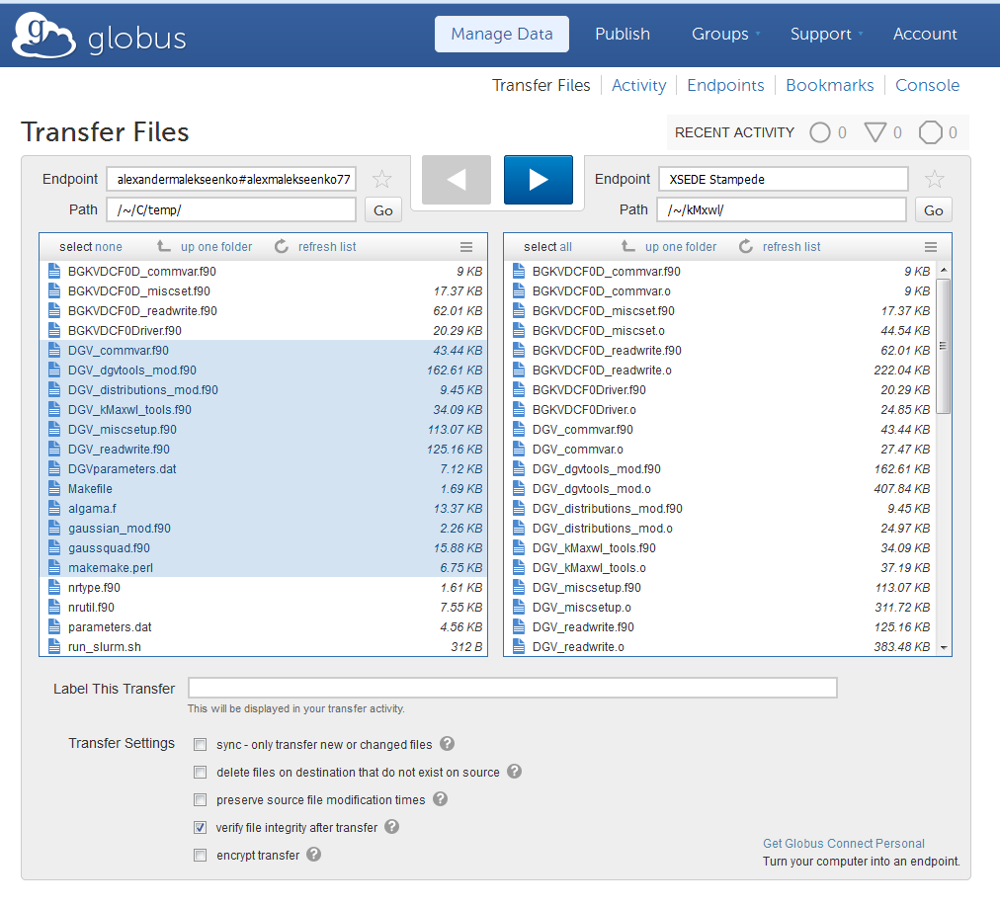 globus
Manage Data Publish Groups Support Account
Transfer Files Activity Endpoints Bookmarks Console
Transfer Files
RECENT ACTIVITY 0 0 0
Endpoint alexandermalekseenko#alexmalekseenko77
Path /~/C/temp/ Go
Endpoint XSEDE Stampede
Path /~/kMxwl/ Go
select none up one folder refresh list
BGKVDCF0D_commvar.f90 9 KB
BGKVDCF0D_miscset.f90 17.37 KB
BGKVDCF0D_readwrite.f90 62.01 KB
BGKVDCF0Driver.f90 20.29 KB
DGV_commvar.f90 43.44 KB
DGV_dgvtools_mod.f90 162.61 KB
DGV_distributions_mod.f90 9.45 KB
DGV_kMaxwl_tools.f90 34.09 KB
DGV_miscsetup.f90 113.07 KB
DGV_readwrite.f90 125.16 KB
DGVparameters.dat 7.12 KB
Makefile 1.69 KB
algama.f 13.37 KB
gaussian_mod.f90 2.26 KB
gaussquad.f90 15.88 KB
makemake.perl 6.75 KB
nrtype.f90 1.61 KB
nrutil.f90 7.55 KB
parameters.dat 4.56 KB
run_slurm.sh 312 B
select all up one folder refresh list
BGKVDCF0D_commvar.f90 9 KB
BGKVDCF0D_commvar.o 9 KB
BGKVDCF0D_miscset.f90 17.37 KB
BGKVDCF0D_miscset.o 44.54 KB
BGKVDCF0D_readwrite.f90 62.01 KB
BGKVDCF0D_readwrite.o 222.04 KB
BGKVDCF0Driver.f90 20.29 KB
BGKVDCF0Driver.o 24.85 KB
DGV_commvar.f90 43.44 KB
DGV_commvar.o 27.47 KB
DGV_dgvtools_mod.f90 162.61 KB
DGV_dgvtools_mod.o 407.84 KB
DGV_distributions_mod.f90 9.45 KB
DGV_distributions_mod.o 24.97 KB
DGV_kMaxwl_tools.f90 34.09 KB
DGV_kMaxwl_tools.o 37.19 KB
DGV_miscsetup.f90 113.07 KB
DGV_miscsetup.o 311.72 KB
DGV_readwrite.f90 125.16 KB
DGV_readwrite.o 383.48 KB
Label This Transfer
This will be displayed in your transfer activity.
Transfer Settings
sync - only transfer new or changed files ?
delete files on destination that do not exist on source ?
preserve source file modification times ?
verify file integrity after transfer ?
encrypt transfer ?
Get Globus Connect Personal
Turn your computer into an endpoint.